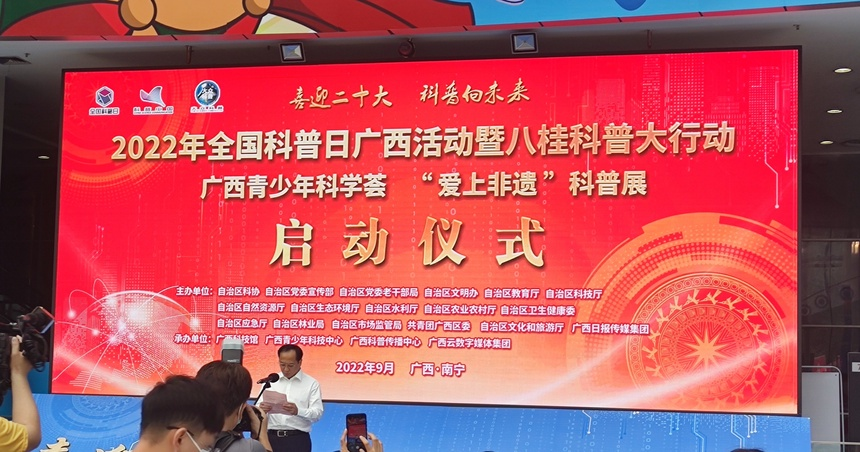 全国科普日
喜迎二十大 科普向未来
2022年全国科普日广西活动暨八桂科普大行动
广西青少年科学荟 “爱上非遗”科普展
启动仪式
主办单位：自治区科协 自治区党委宣传部 自治区党委老干部局 自治区文明办 自治区教育厅 自治区科技厅
自治区自然资源厅 自治区生态环境厅 自治区水利厅 自治区农业农村厅 自治区卫生健康委
自治区应急厅 自治区林业局 自治区市场监管局 共青团广西区委 自治区文化和旅游厅 广西日报传媒集团
承办单位：广西科技馆 广西青少年科技中心 广西科普传播中心 广西云数字媒体集团
2022年9月 广西·南宁